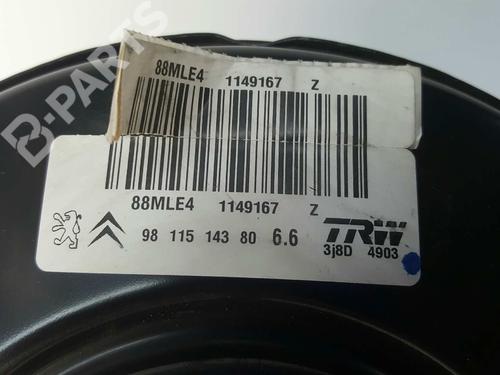 B-PARTS
88MLE4 1149167 Z
88MLE4 1149167 Z
98 115 143 80 6.6
TRW
3j8D 4903